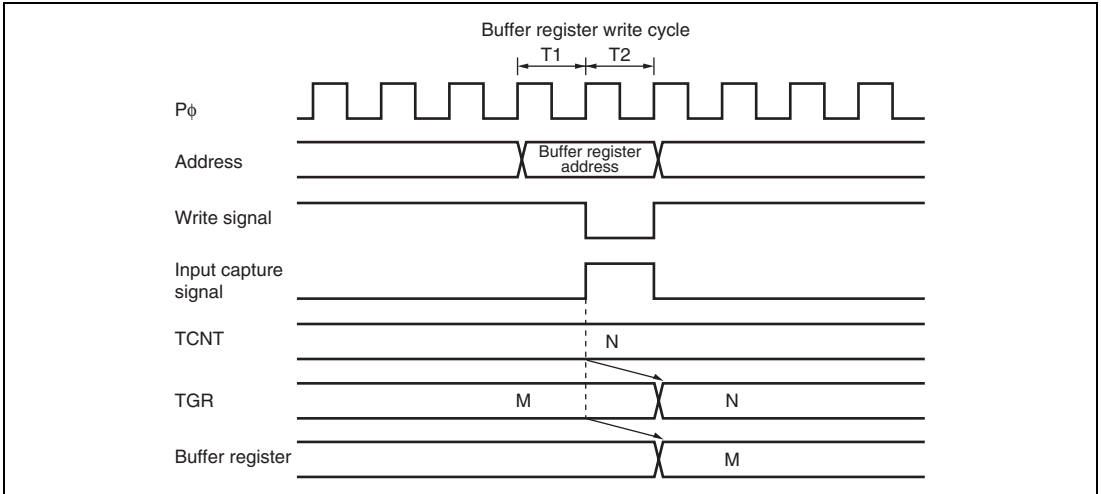 Buffer register write cycle
T1 T2
Pϕ
Address
Buffer register
address
Write signal
Input capture
signal
TCNT
N
TGR
M N
Buffer register
M